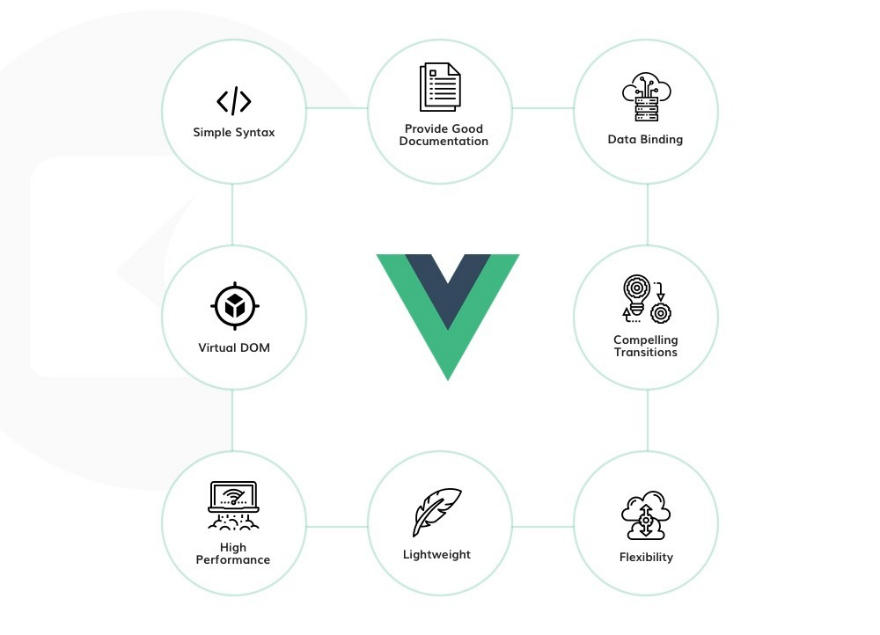 Simple Syntax
Provide Good
Documentation
Data Binding
Virtual DOM
Compelling
Transitions
High
Performance
Lightweight
Flexibility